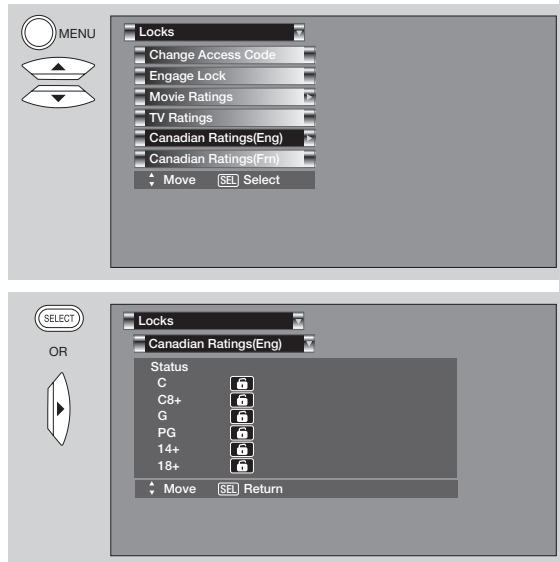 MENU
Locks
Change Access Code
Engage Lock
Movie Ratings
TV Ratings
Canadian Ratings(Eng)
Canadian Ratings(Frn)
Move SEL Select
SELECT
OR
Locks
Canadian Ratings(Eng)
Status
C
C8+
G
PG
14+
18+
Move SEL Return